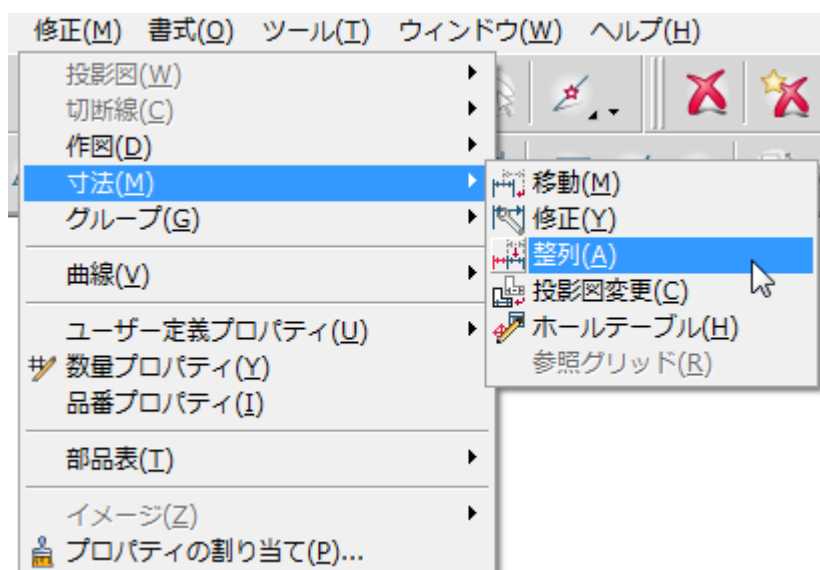 修正(M) 書式(O) ツール(T) ウィンドウ(W) ヘルプ(H)
投影図(W)
切断線(C)
作図(D)
寸法(M)
グループ(G)
曲線(V)
ユーザー定義プロパティ(U)
数量プロパティ(Y)
品番プロパティ(I)
部品表(T)
イメージ(Z)
プロパティの割り当て(P)...
移動(M)
修正(Y)
整列(A)
投影図変更(C)
ホールテーブル(H)
参照グリッド(R)